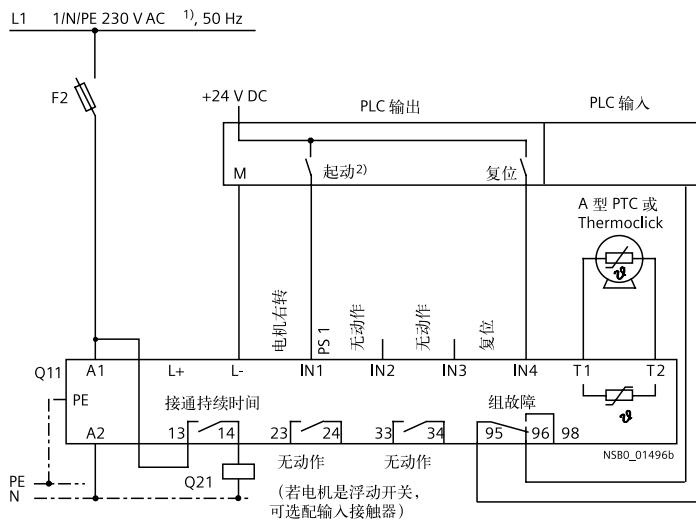 L1 1/N/PE 230 V AC 1), 50 Hz
F2
+24 V DC
PLC 输出
PLC 输入
M
起动2)
复位
A 型 PTC 或
Thermoclick
电机右转
PS 1
无动作
无动作
复位
Q11
A1
L+
L-
IN1
IN2
IN3
IN4
T1
T2
PE
接通持续时间
组故障
ϑ
ϑ
A2
13
14
23
24
33
34
95
96
98
NSB0_01496b
Q21
无动作
无动作
PE
N
(若电机是浮动开关,
可选配输入接触器)